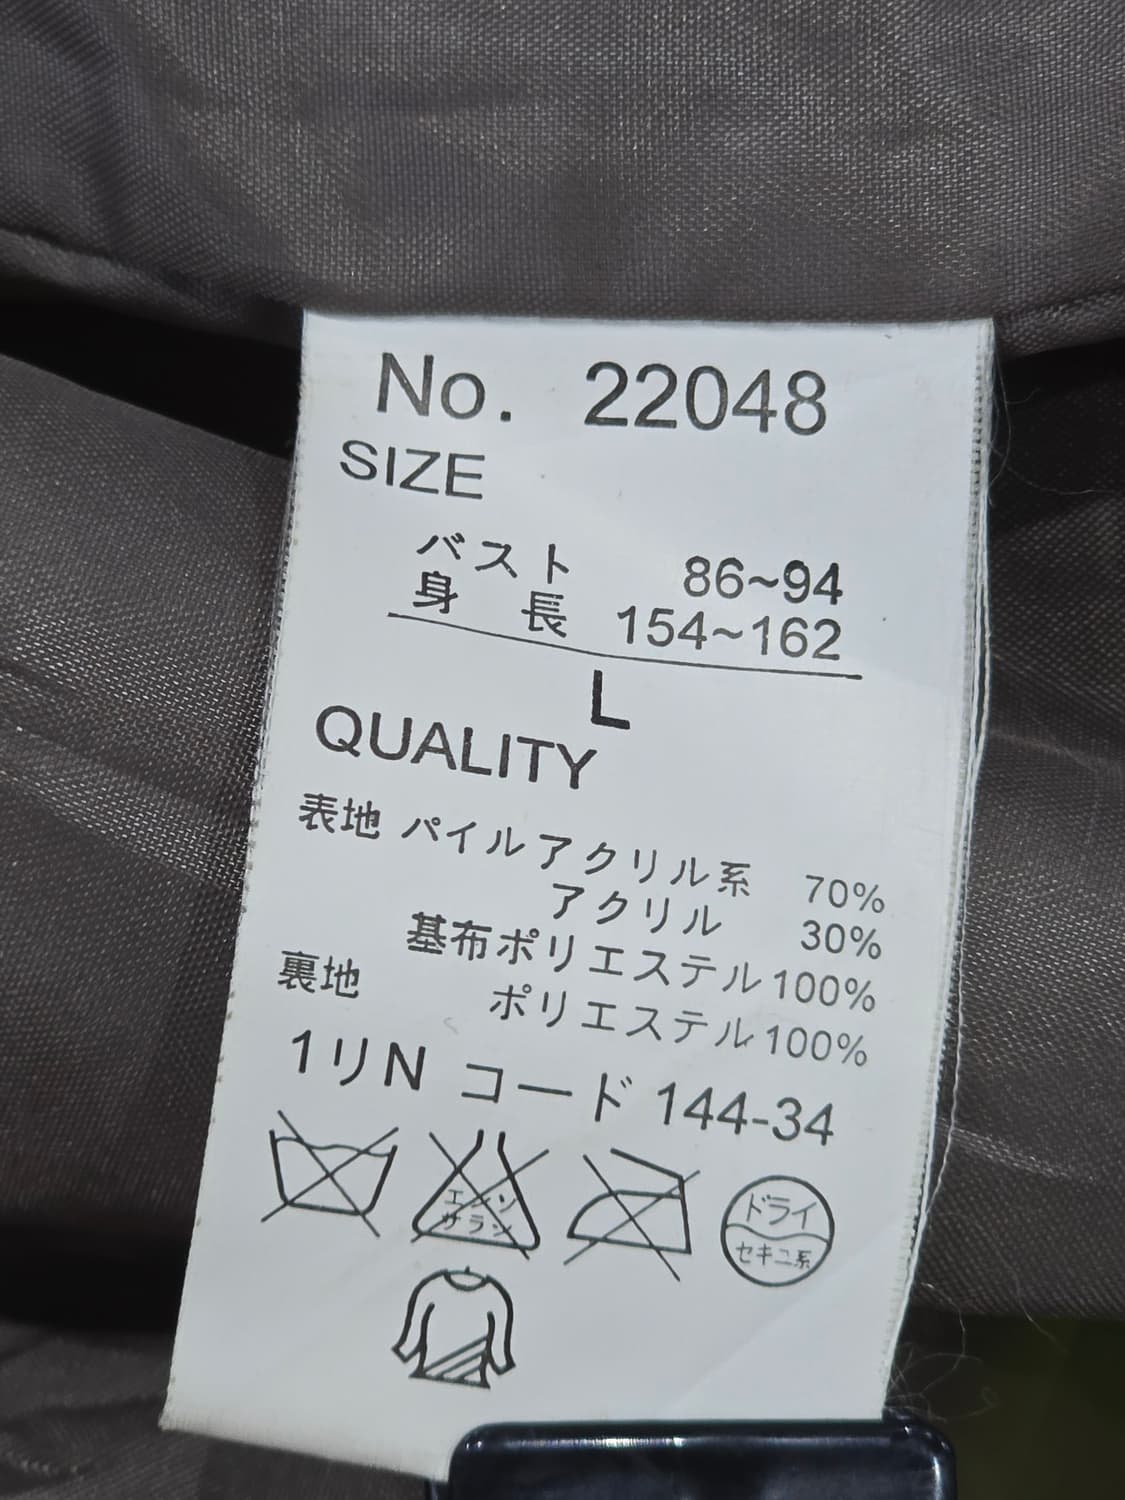 No. 22048
SIZE
バスト 86~94
身長 154~162
L
QUALITY
表地 パイルアクリル系 70%
アクリル 30%
基布ポリエステル100%
裏地 ポリエステル100%
1リN コード 144-34
エンソ
サラシ
ドライ
セキユ系